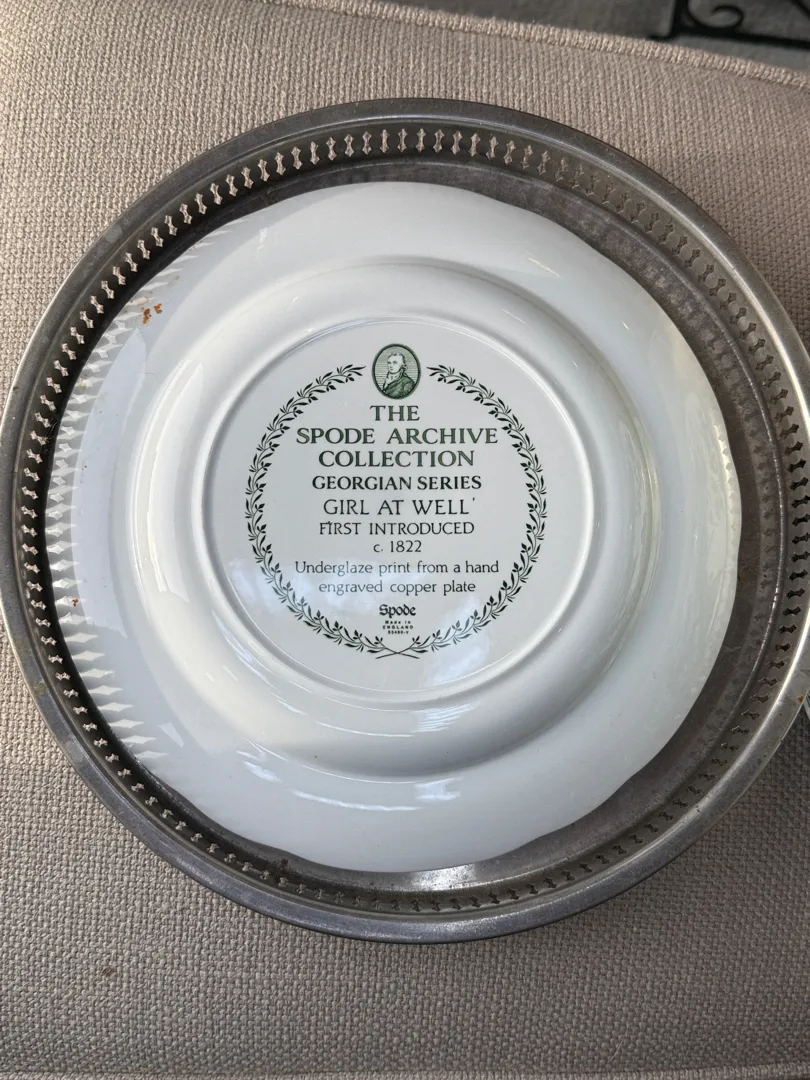 THE
SPODE ARCHIVE
COLLECTION
GEORGIAN SERIES
GIRL AT WELL'
FIRST INTRODUCED
c. 1822
Underglaze print from a hand
engraved copper plate
Spode
MADE IN
ENGLAND